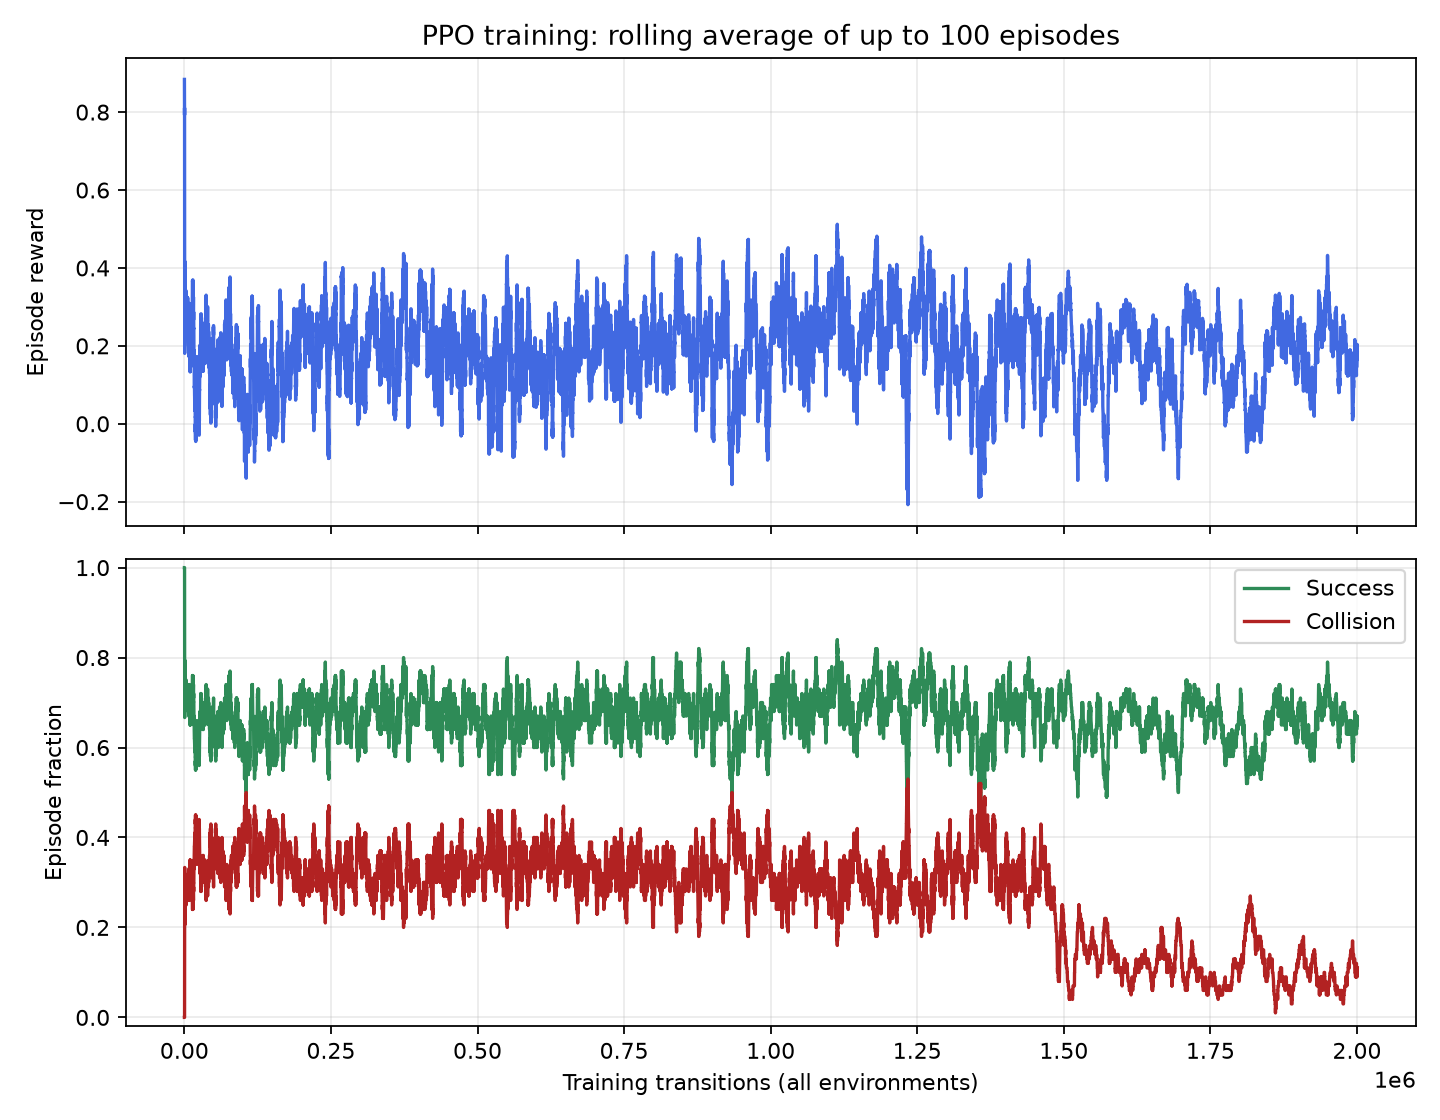 PPO training: rolling average of up to 100 episodes
0.8
0.6
0.4
0.2
0.0
−0.2
Episode reward
1.0
0.8
0.6
0.4
0.2
0.0
Episode fraction
Success
Collision
0.00 0.25 0.50 0.75 1.00 1.25 1.50 1.75 2.00
1e6
Training transitions (all environments)